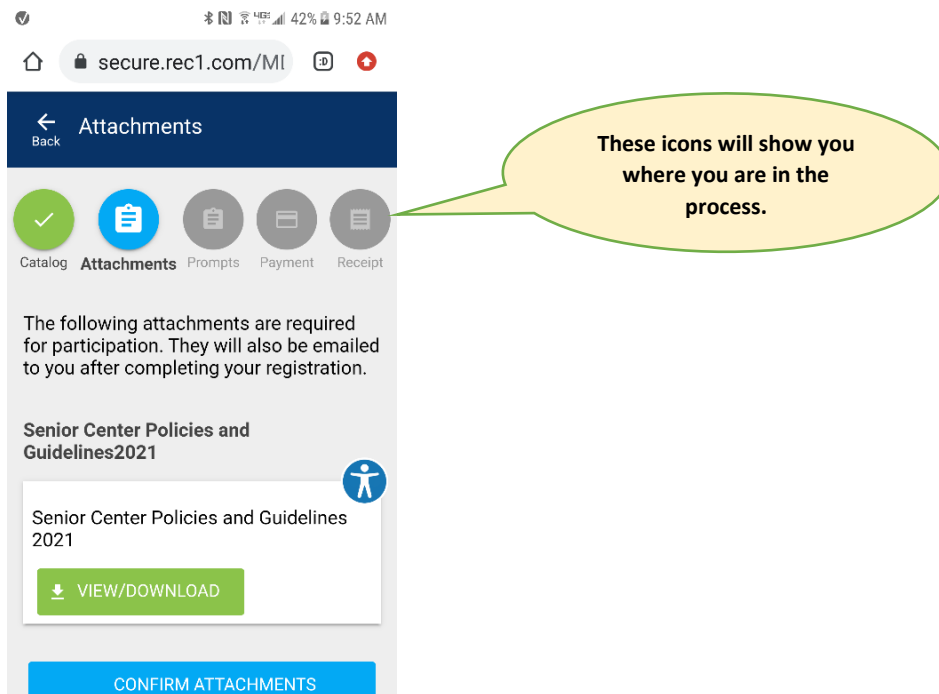 42% 9:52 AM
secure.rec1.com/MD
:D
Back
Attachments
Catalog Attachments Prompts Payment Receipt
The following attachments are required
for participation. They will also be emailed
to you after completing your registration.
Senior Center Policies and
Guidelines2021
Senior Center Policies and Guidelines
2021
VIEW/DOWNLOAD
CONFIRM ATTACHMENTS
These icons will show you
where you are in the
process.